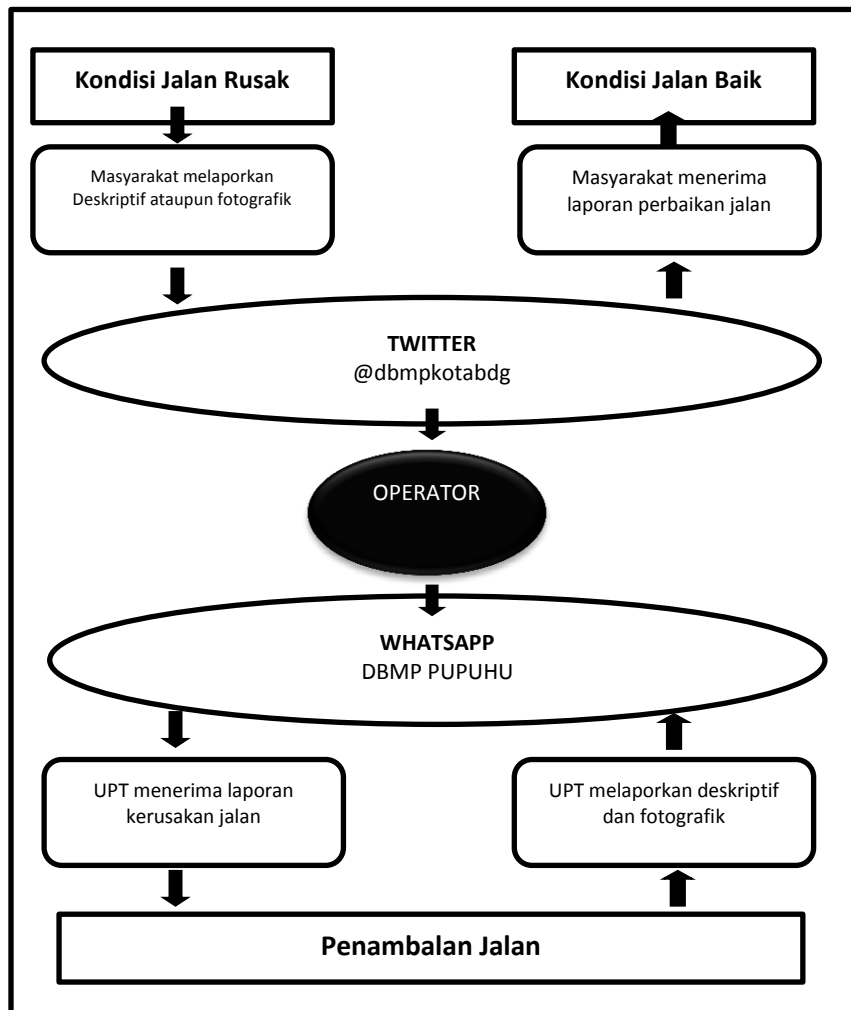 Kondisi Jalan Rusak
Kondisi Jalan Baik
Masyarakat melaporkan
Deskriptif ataupun fotografik
Masyarakat menerima
laporan perbaikan jalan
TWITTER
@dbmpkotabdg
OPERATOR
WHATSAPP
DBMP PUPUHU
UPT menerima laporan
kerusakan jalan
UPT melaporkan deskriptif
dan fotografik
Penambalan Jalan